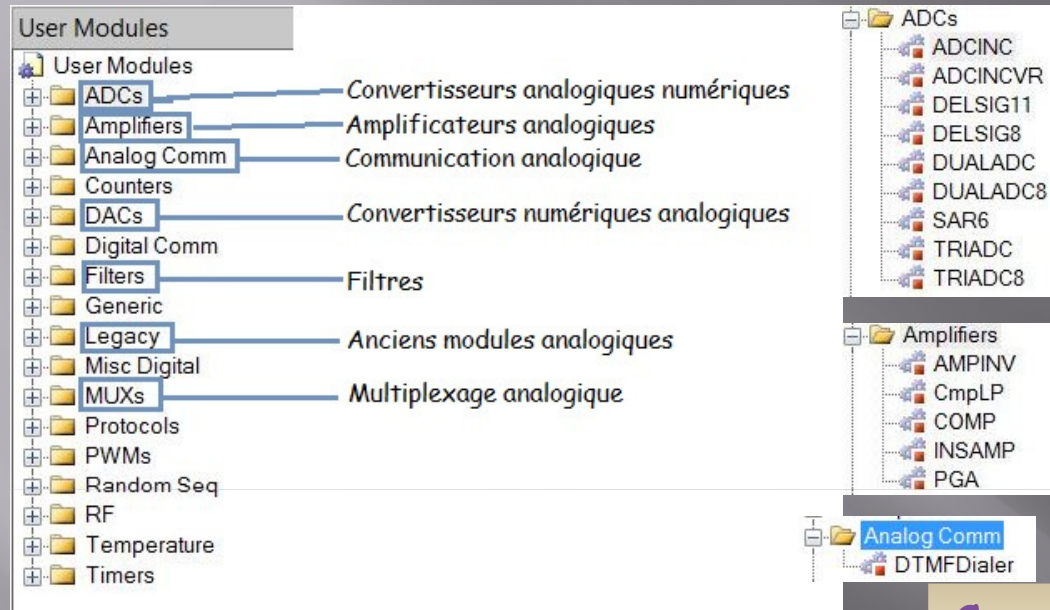 User Modules
User Modules
ADCs
Convertisseurs analogiques numériques
Amplifiers
Amplificateurs analogiques
Analog Comm
Communication analogique
Counters
DACs
Convertisseurs numériques analogiques
Digital Comm
Filters
Filtres
Generic
Legacy
Anciens modules analogiques
Misc Digital
MUXs
Multiplexage analogique
Protocols
PWMs
Random Seq
RF
Temperature
Timers
ADCs
ADCINC
ADCINCVR
DELSIG11
DELSIG8
DUALADC
DUALADC8
SAR6
TRIADC
TRIADC8
Amplifiers
AMPINV
CmpLP
COMP
INSAMP
PGA
Analog Comm
DTMFDialer